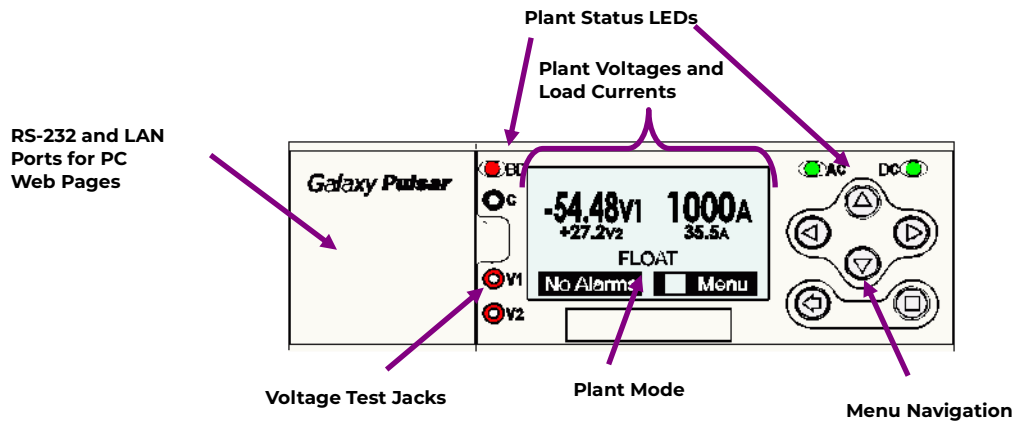 Plant Status LEDs
Plant Voltages and
Load Currents
RS-232 and LAN
Ports for PC
Web Pages
Galaxy Pulsar
BD
AC
DC
C
-54.48V1 1000A
+27.2V2 35.5A
FLOAT
No Alarms Menu
V1
V2
Voltage Test Jacks
Plant Mode
Menu Navigation